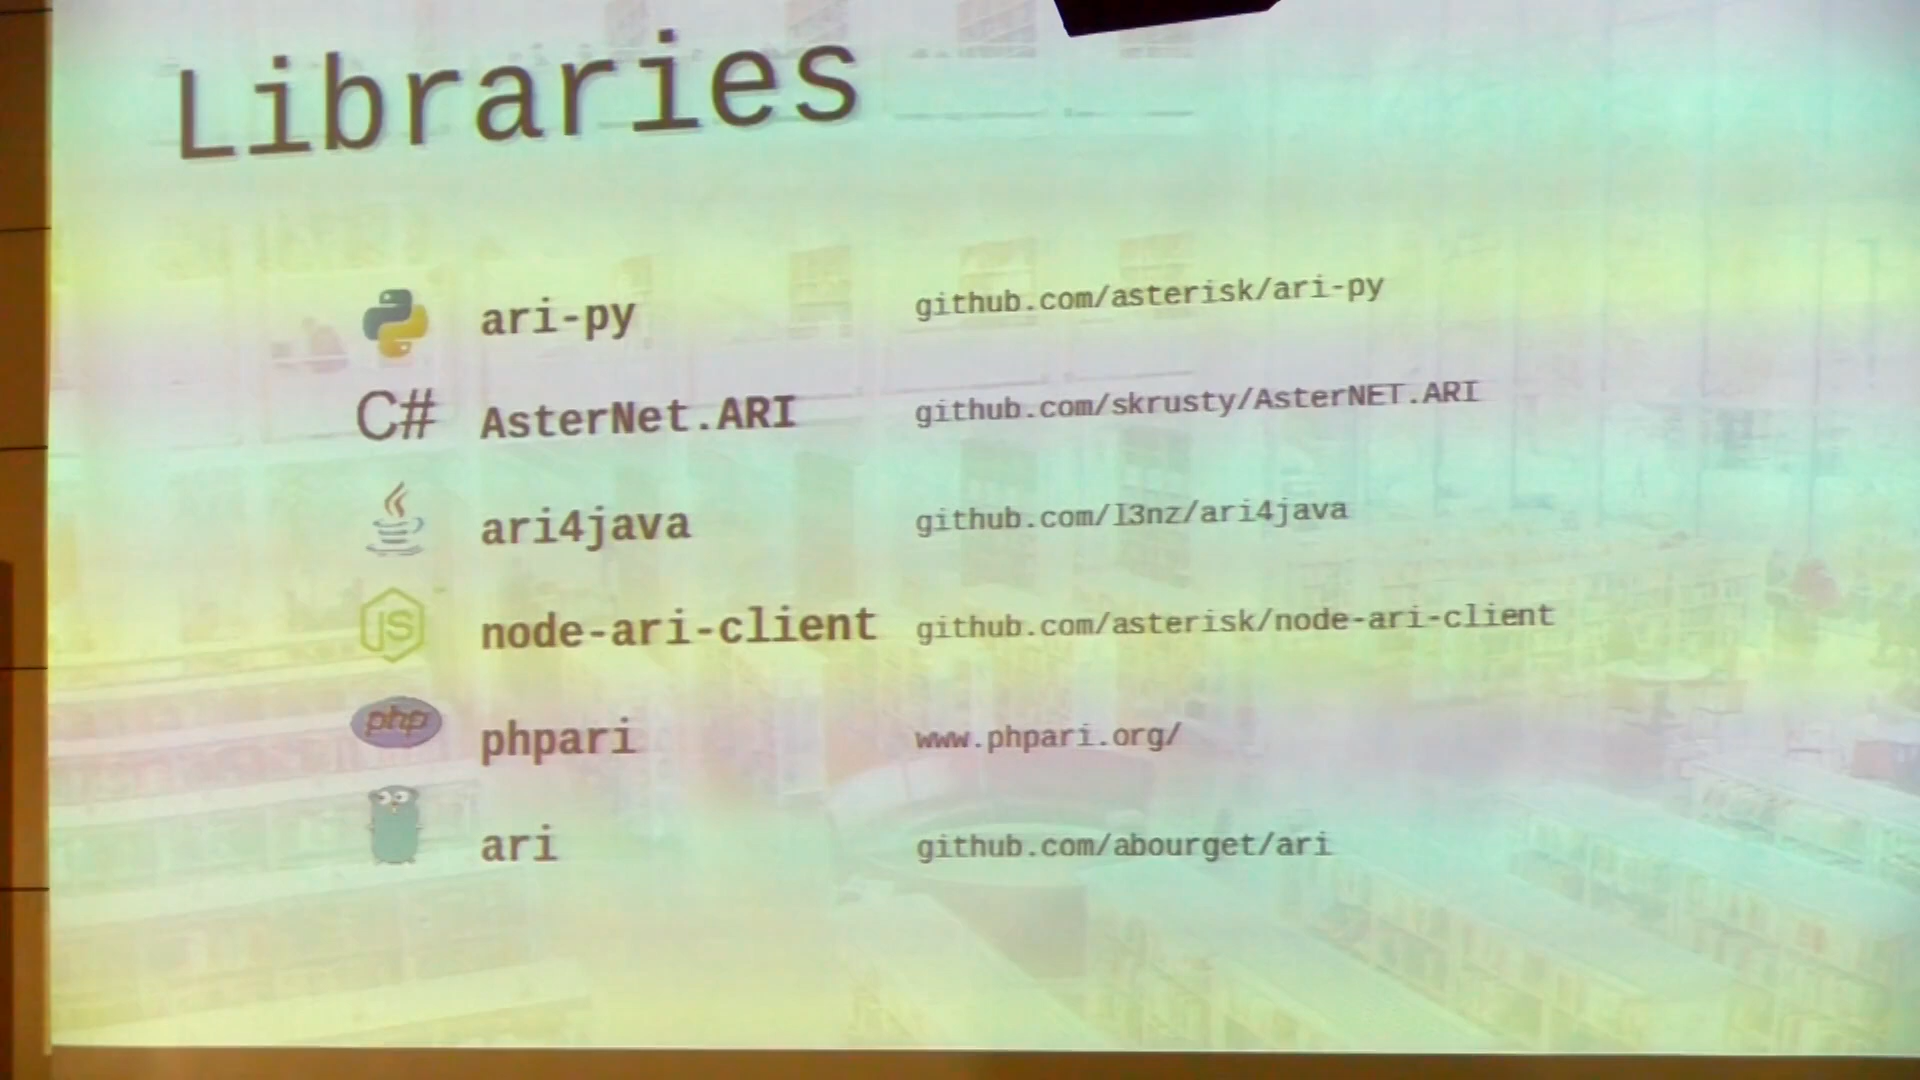 Libraries
ari-py github.com/asterisk/ari-py
C# AsterNet.ARI github.com/skrusty/AsterNET.ARI
ari4java github.com/l3nz/ari4java
JS node-ari-client github.com/asterisk/node-ari-client
php phpari www.phpari.org/
ari github.com/abourget/ari